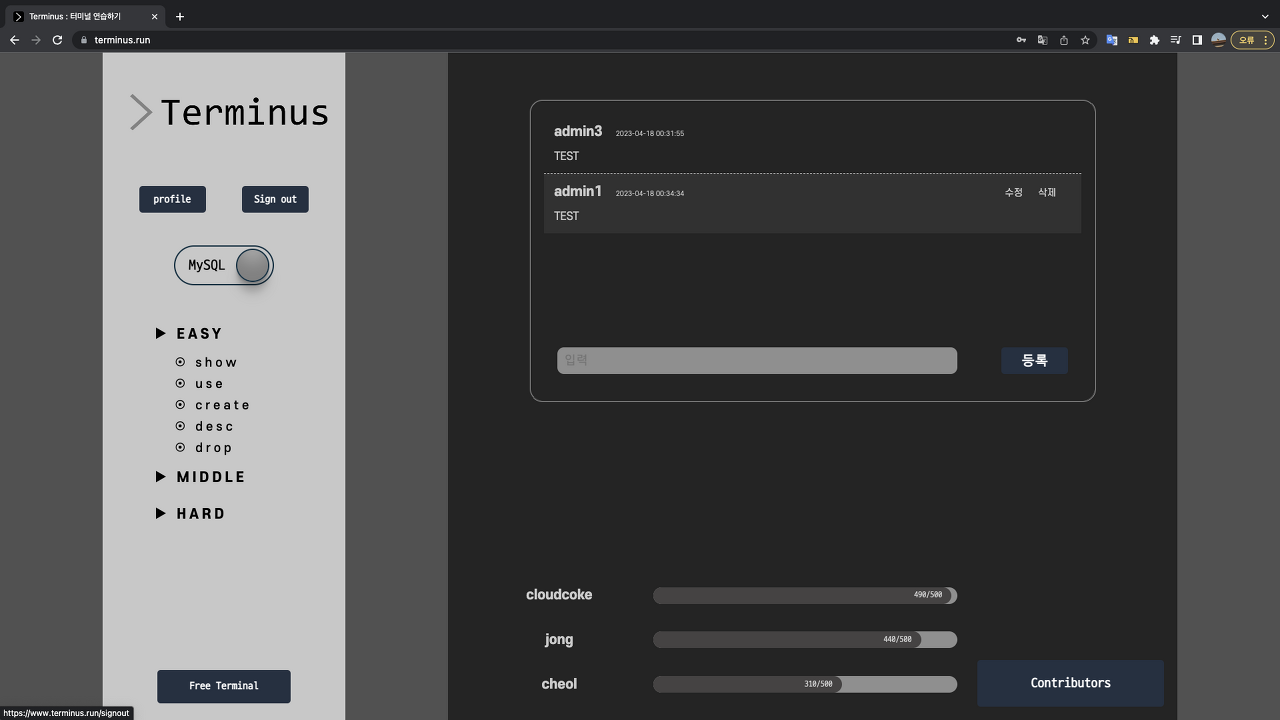 Terminus : 터미널 연습하기
terminus.run
오류
Terminus
profile
Sign out
MySQL
EASY
show
use
create
desc
drop
MIDDLE
HARD
Free Terminal
https://www.terminus.run/signout
admin3 2023-04-18 00:31:55
TEST
admin1 2023-04-18 00:34:34 수정 삭제
TEST
입력 등록
cloudcoke 490/500
jong 440/500
cheol 310/500
Contributors